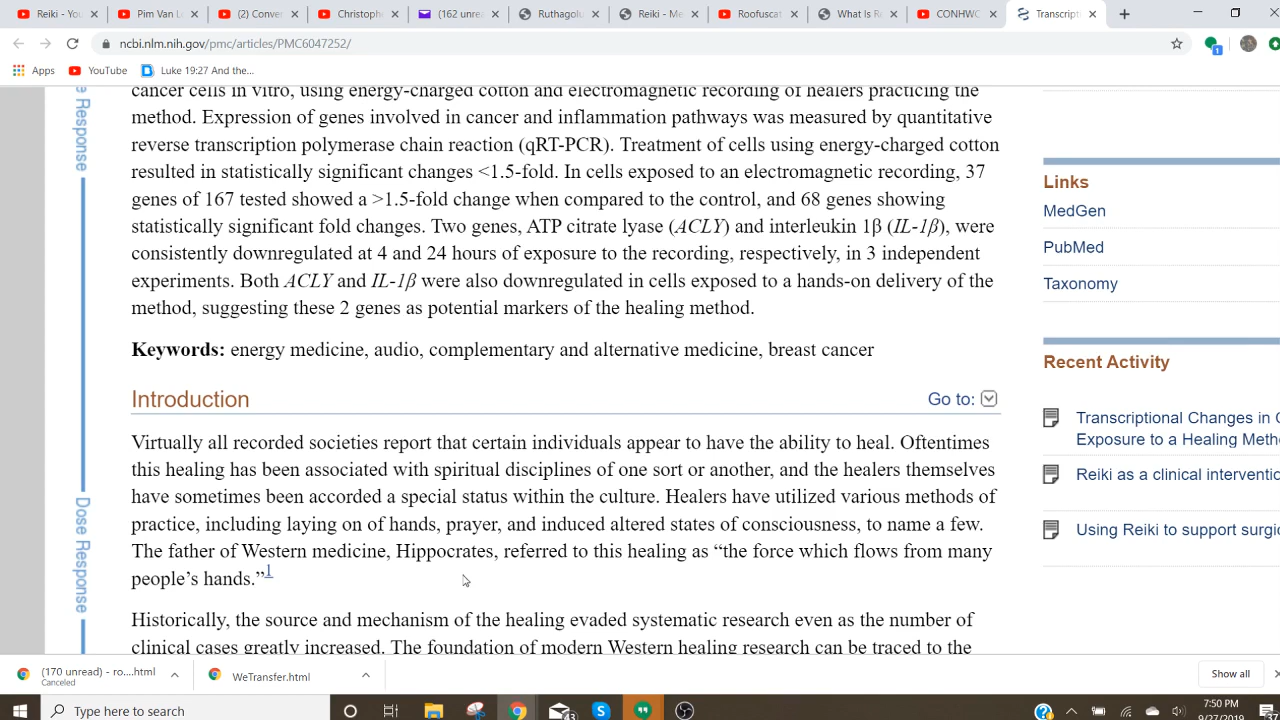 Reiki - You
Pim Van L
(2) Conve
Christophe
(162 unrea
Ruthagolu
Reiki - Me
Roofuscat
What Is Re
CONHWC
Transcripti
ncbi.nlm.nih.gov/pmc/articles/PMC6047252/
1
Apps
YouTube
Luke 19:27 And the...
Dose Response
cancer cells in vitro, using energy-charged cotton and electromagnetic recording of healers practicing the
method. Expression of genes involved in cancer and inflammation pathways was measured by quantitative
reverse transcription polymerase chain reaction (qRT-PCR). Treatment of cells using energy-charged cotton
resulted in statistically significant changes <1.5-fold. In cells exposed to an electromagnetic recording, 37
genes of 167 tested showed a >1.5-fold change when compared to the control, and 68 genes showing
statistically significant fold changes. Two genes, ATP citrate lyase (ACLY) and interleukin 1β (IL-1β), were
consistently downregulated at 4 and 24 hours of exposure to the recording, respectively, in 3 independent
experiments. Both ACLY and IL-1β were also downregulated in cells exposed to a hands-on delivery of the
method, suggesting these 2 genes as potential markers of the healing method.
Keywords: energy medicine, audio, complementary and alternative medicine, breast cancer
Introduction
Go to:
Virtually all recorded societies report that certain individuals appear to have the ability to heal. Oftentimes
this healing has been associated with spiritual disciplines of one sort or another, and the healers themselves
have sometimes been accorded a special status within the culture. Healers have utilized various methods of
practice, including laying on of hands, prayer, and induced altered states of consciousness, to name a few.
The father of Western medicine, Hippocrates, referred to this healing as “the force which flows from many
people’s hands.”1
Historically, the source and mechanism of the healing evaded systematic research even as the number of
clinical cases greatly increased. The foundation of modern Western healing research can be traced to the
Dose Response
Links
MedGen
PubMed
Taxonomy
Recent Activity
Transcriptional Changes in C
Exposure to a Healing Meth
Reiki as a clinical interventio
Using Reiki to support surgi
(170 unread) - ro....html
Canceled
WeTransfer.html
Show all
Type here to search
43
7:50 PM
9/27/2019